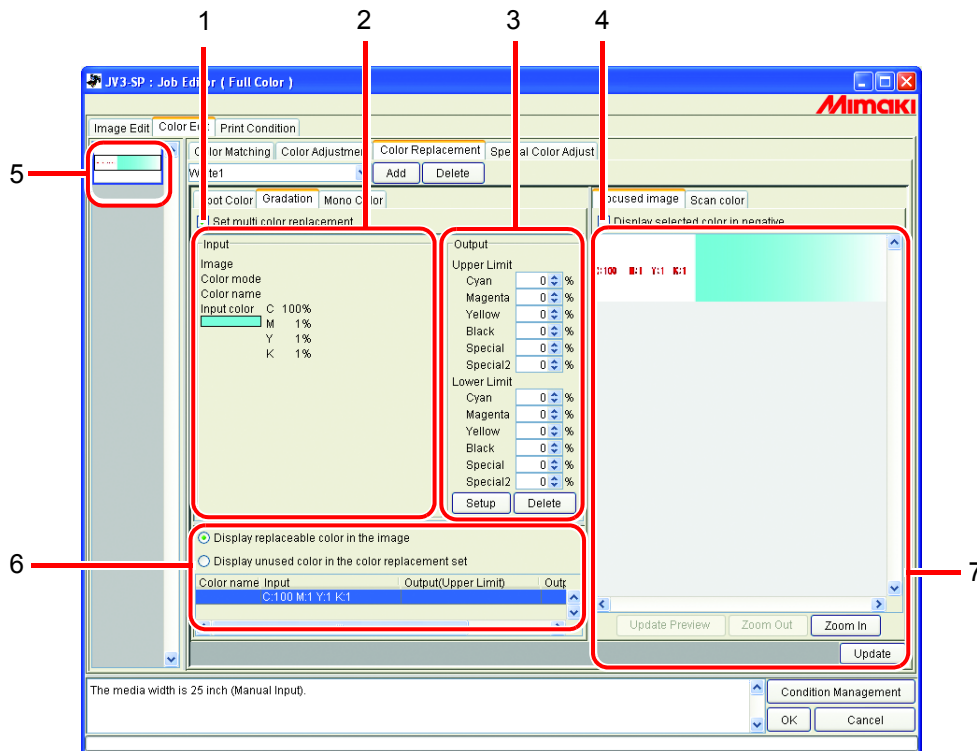 1 2 3 4
JV3-SP : Job Editor ( Full Color )
Mimaki
Image Edit Color Edit Print Condition
5
Color Matching Color Adjustment Color Replacement Special Color Adjust
Add Delete
Spot Color Gradation Mono Color
Focused image Scan color
Set multi color replacement
Display selected color in negative
Input
Output
Image
Upper Limit
Color mode
Cyan 0 %
Color name
Magenta 0 %
Input color C 100%
Yellow 0 %
M 1%
Black 0 %
Y 1%
Special 0 %
K 1%
Special2 0 %
C:100 M:1 Y:1 K:1
Lower Limit
Cyan 0 %
Magenta 0 %
Yellow 0 %
Black 0 %
Special 0 %
Special2 0 %
Setup Delete
6
Display replaceable color in the image
Display unused color in the color replacement set
7
Color name Input Output(Upper Limit) Outp
C:100 M:1 Y:1 K:1
Update Preview Zoom Out Zoom In
Update
The media width is 25 inch (Manual Input).
Condition Management
OK Cancel